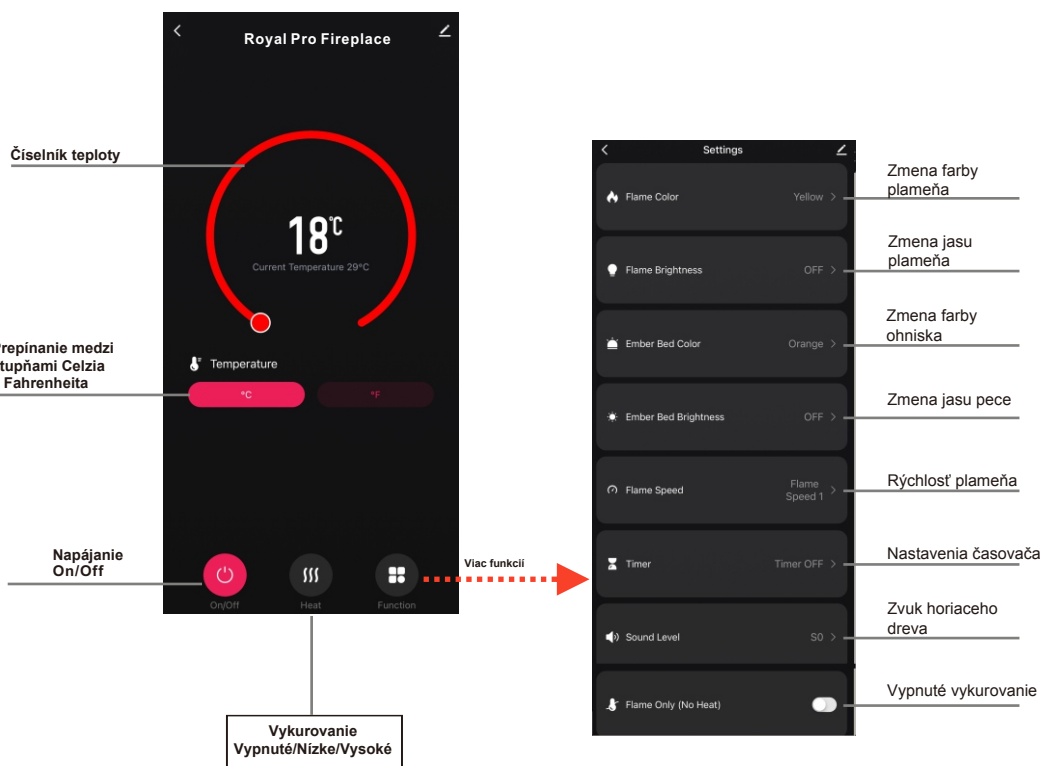 Royal Pro Fireplace
Číselník teploty
18°C
Current Temperature 29°C
repínanie medzi
tupňami Celzia
Fahrenheita
Temperature
°C
°F
Napájanie
On/Off
On/Off
Heat
Function
Viac funkcií
Vykurovanie
Vypnuté/Nízke/Vysoké
Settings
Flame Color
Yellow
Zmena farby
plameňa
Flame Brightness
OFF
Zmena jasu
plameňa
Ember Bed Color
Orange
Zmena farby
ohniska
Ember Bed Brightness
OFF
Zmena jasu pece
Flame Speed
Flame
Speed 1
Rýchlosť plameňa
Timer
Timer OFF
Nastavenia časovača
Sound Level
S0
Zvuk horiaceho
dreva
Flame Only (No Heat)
Vypnuté vykurovanie